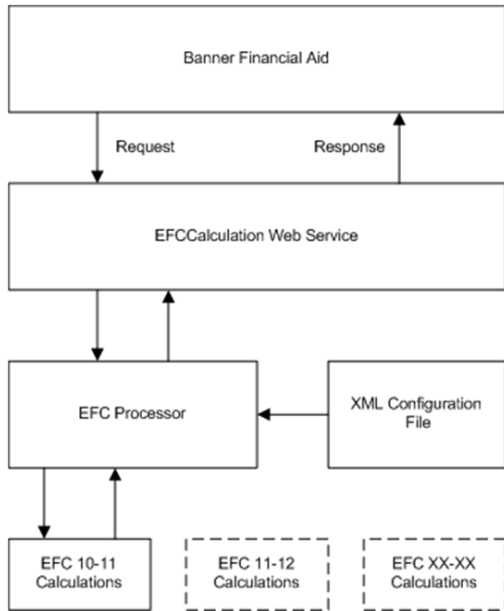 Banner Financial Aid
Request
Response
EFCCalculation Web Service
EFC Processor
XML Configuration
File
EFC 10-11
Calculations
EFC 11-12
Calculations
EFC XX-XX
Calculations